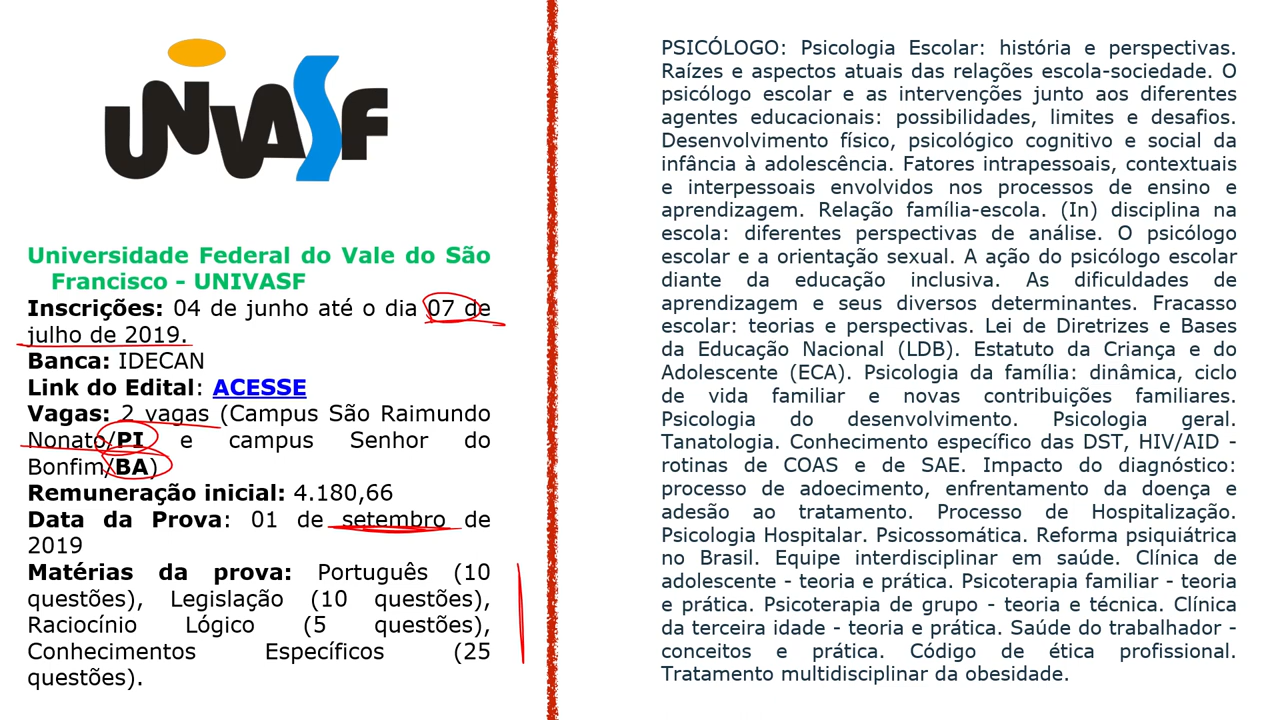 UNIVASF
Universidade Federal do Vale do São
Francisco - UNIVASF
Inscrições: 04 de junho até o dia 07 de
julho de 2019.
Banca: IDECAN
Link do Edital: ACESSE
Vagas: 2 vagas (Campus São Raimundo
Nonato/PI e campus Senhor do
Bonfim/BA)
Remuneração inicial: 4.180,66
Data da Prova: 01 de setembro de
2019
Matérias da prova: Português (10
questões), Legislação (10 questões),
Raciocínio Lógico (5 questões),
Conhecimentos Específicos (25
questões).
PSICÓLOGO: Psicologia Escolar: história e perspectivas.
Raízes e aspectos atuais das relações escola-sociedade. O
psicólogo escolar e as intervenções junto aos diferentes
agentes educacionais: possibilidades, limites e desafios.
Desenvolvimento físico, psicológico cognitivo e social da
infância à adolescência. Fatores intrapessoais, contextuais
e interpessoais envolvidos nos processos de ensino e
aprendizagem. Relação família-escola. (In) disciplina na
escola: diferentes perspectivas de análise. O psicólogo
escolar e a orientação sexual. A ação do psicólogo escolar
diante da educação inclusiva. As dificuldades de
aprendizagem e seus diversos determinantes. Fracasso
escolar: teorias e perspectivas. Lei de Diretrizes e Bases
da Educação Nacional (LDB). Estatuto da Criança e do
Adolescente (ECA). Psicologia da família: dinâmica, ciclo
de vida familiar e novas contribuições familiares.
Psicologia do desenvolvimento. Psicologia geral.
Tanatologia. Conhecimento específico das DST, HIV/AID -
rotinas de COAS e de SAE. Impacto do diagnóstico:
processo de adoecimento, enfrentamento da doença e
adesão ao tratamento. Processo de Hospitalização.
Psicologia Hospitalar. Psicossomática. Reforma psiquiátrica
no Brasil. Equipe interdisciplinar em saúde. Clínica de
adolescente - teoria e prática. Psicoterapia familiar - teoria
e prática. Psicoterapia de grupo - teoria e técnica. Clínica
da terceira idade - teoria e prática. Saúde do trabalhador -
conceitos e prática. Código de ética profissional.
Tratamento multidisciplinar da obesidade.